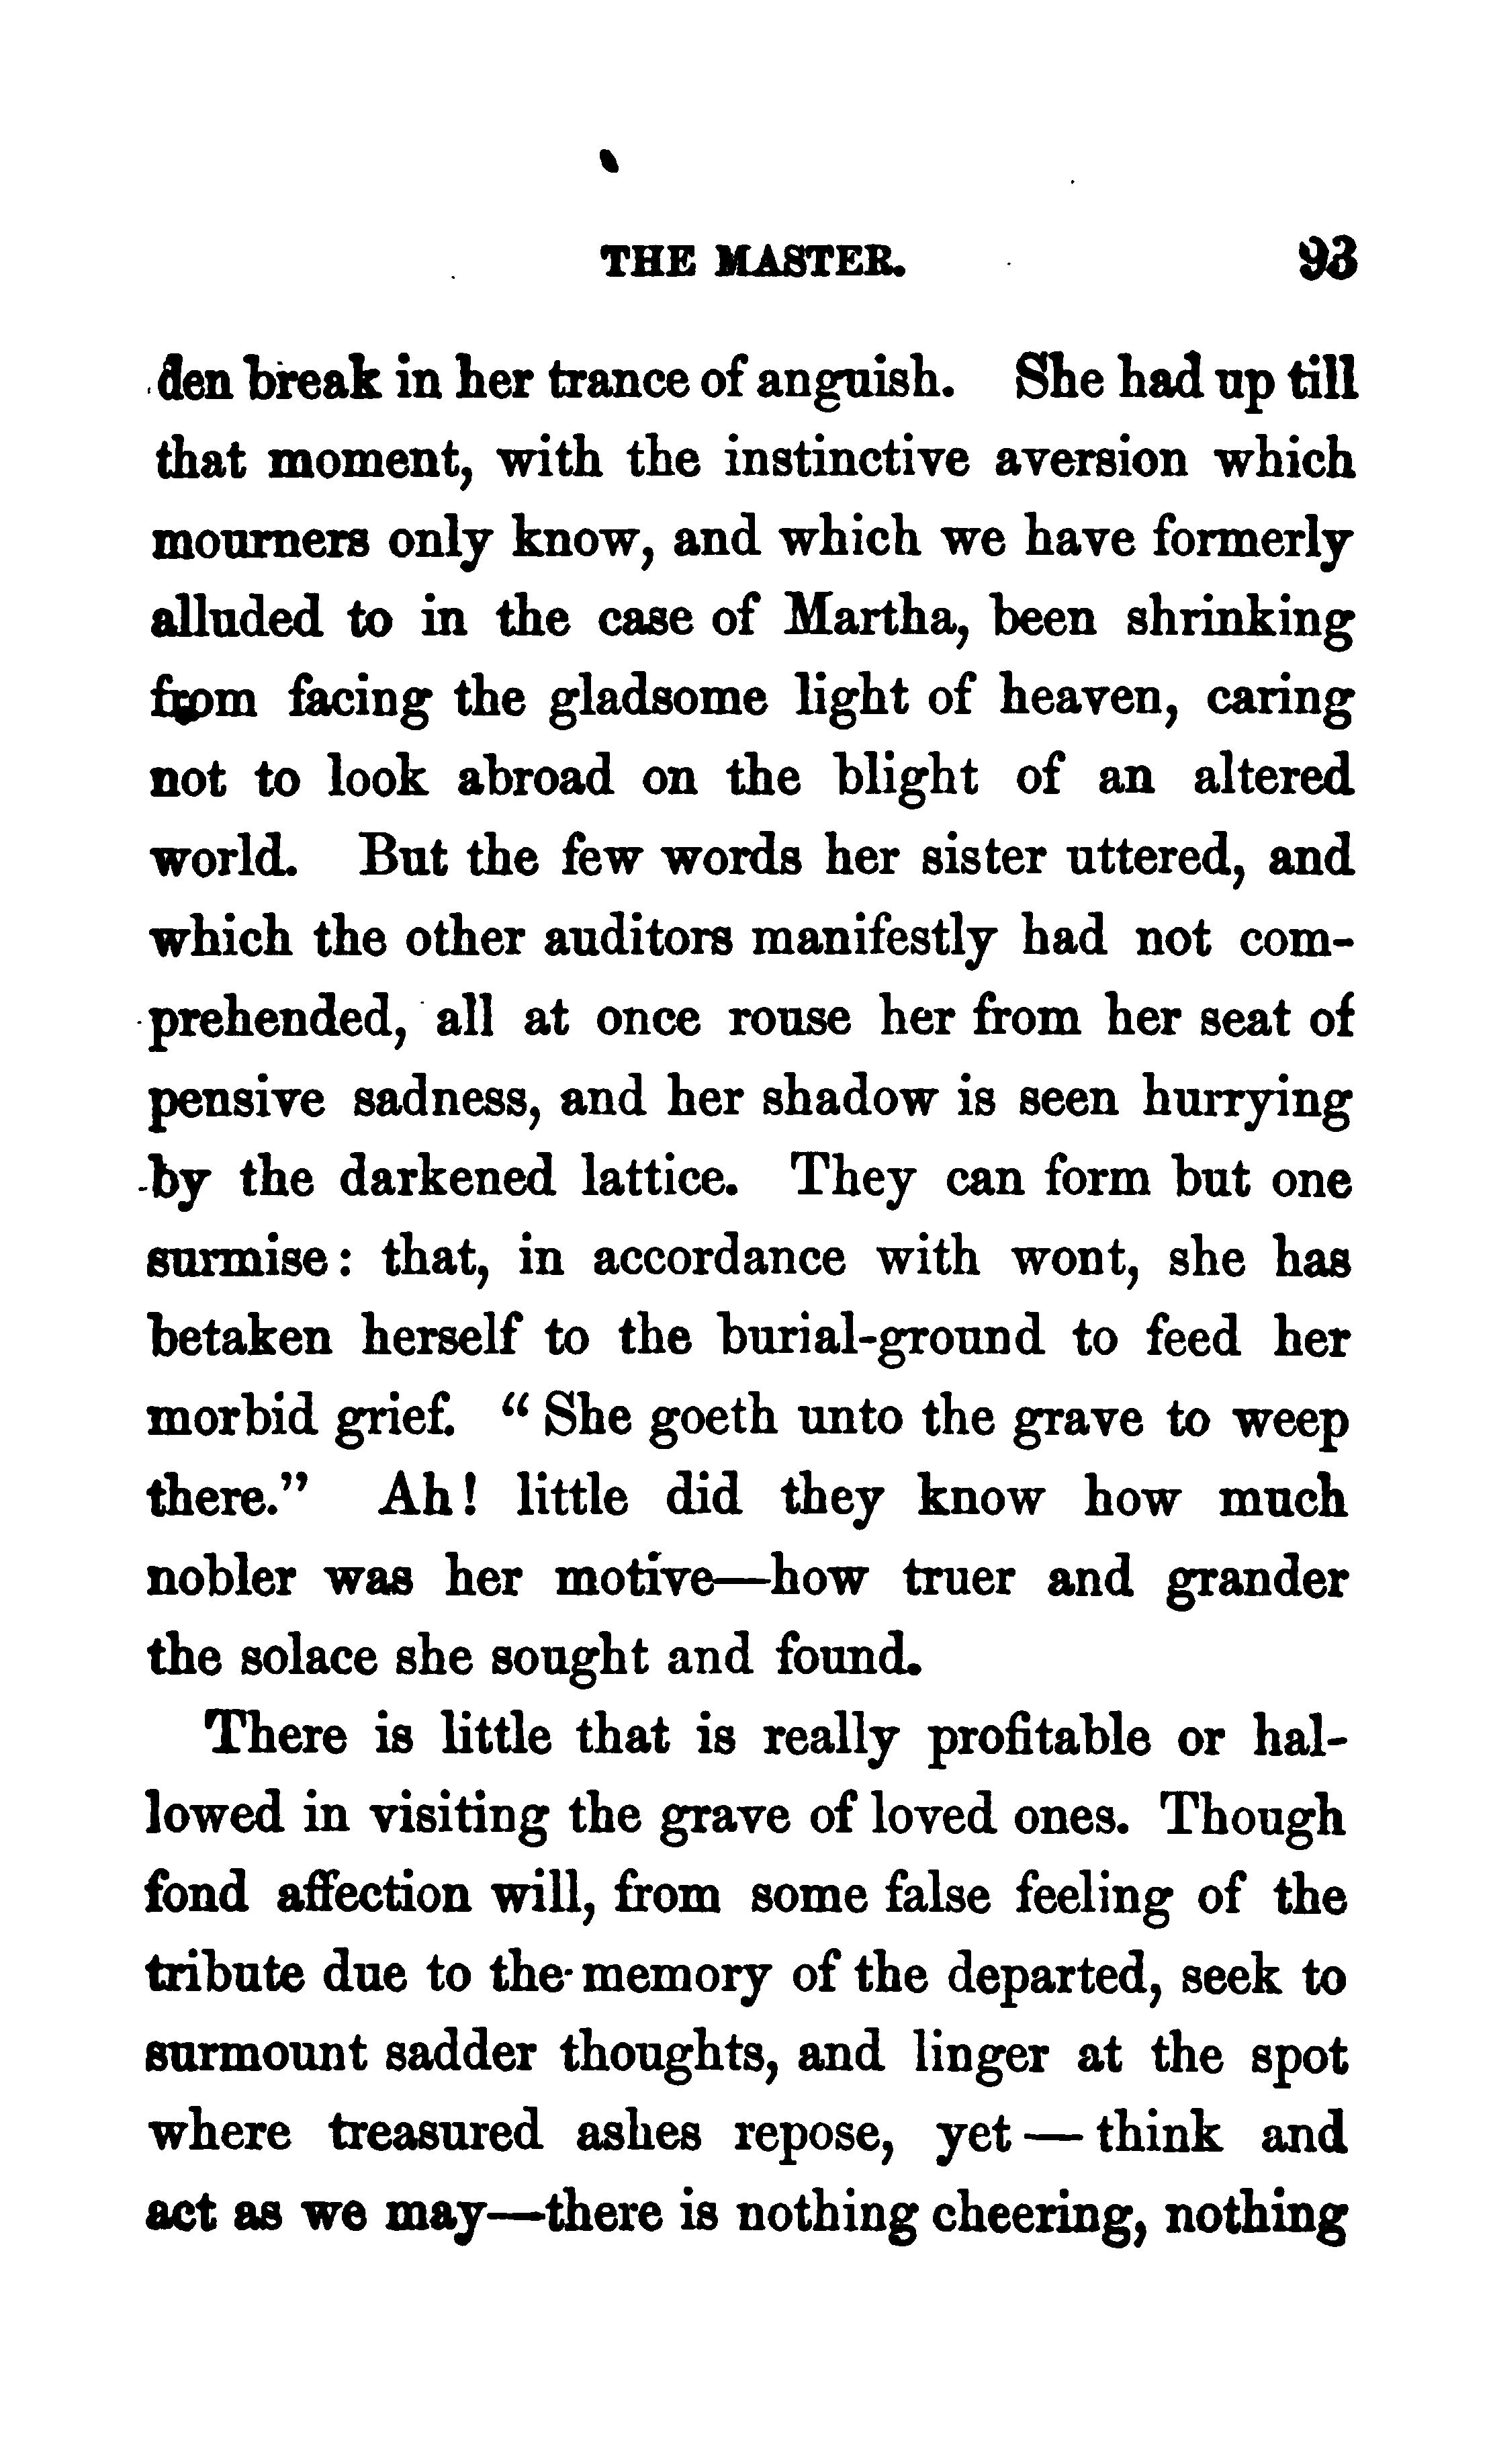 THE MASTER. 93
den break in her trance of anguish. She had up till
that moment, with the instinctive aversion which
mourners only know, and which we have formerly
alluded to in the case of Martha, been shrinking
from facing the gladsome light of heaven, caring
not to look abroad on the blight of an altered
world. But the few words her sister uttered, and
which the other auditors manifestly had not com-
prehended, all at once rouse her from her seat of
pensive sadness, and her shadow is seen hurrying
by the darkened lattice. They can form but one
surmise: that, in accordance with wont, she has
betaken herself to the burial-ground to feed her
morbid grief. "She goeth unto the grave to weep
there." Ah! little did they know how much
nobler was her motive—how truer and grander
the solace she sought and found.
There is little that is really profitable or hal-
lowed in visiting the grave of loved ones. Though
fond affection will, from some false feeling of the
tribute due to the memory of the departed, seek to
surmount sadder thoughts, and linger at the spot
where treasured ashes repose, yet—think and
act as we may—there is nothing cheering, nothing